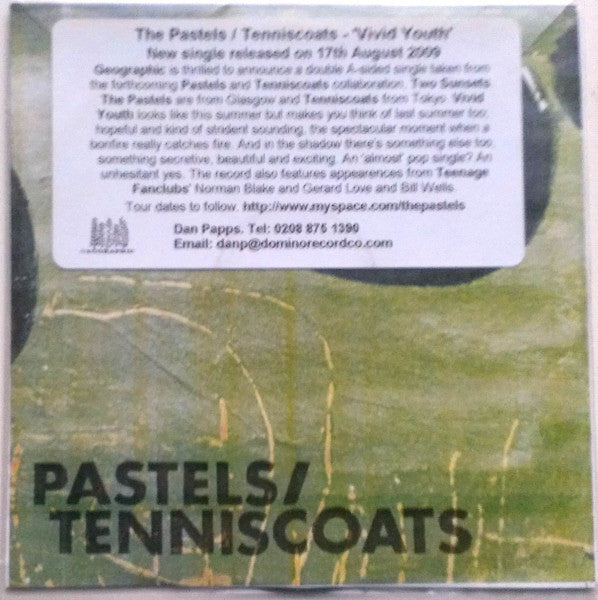 The Pastels / Tenniscoats - 'Vivid Youth'
New single released on 17th August 2009
Geographic is thrilled to announce a double A-sided single taken from
the forthcoming Pastels and Tenniscoats collaboration, Two Sunsets.
The Pastels are from Glasgow and Tenniscoats from Tokyo. Vivid
Youth looks like this summer but makes you think of last summer too,
hopeful and kind of strident sounding, the spectacular moment when a
bonfire really catches fire. And in the shadow there's something else too,
something secretive, beautiful and exciting. An 'almost' pop single? An
unhesitant yes. The record also features appearences from Teenage
Fanclubs' Norman Blake and Gerard Love and Bill Wells.
Tour dates to follow. http://www.myspace.com/thepastels
Dan Papps. Tel: 0208 875 1390
Email: danp@dominorecordco.com
GEOGRAPHIC
PASTELS/
TENNISCOATS